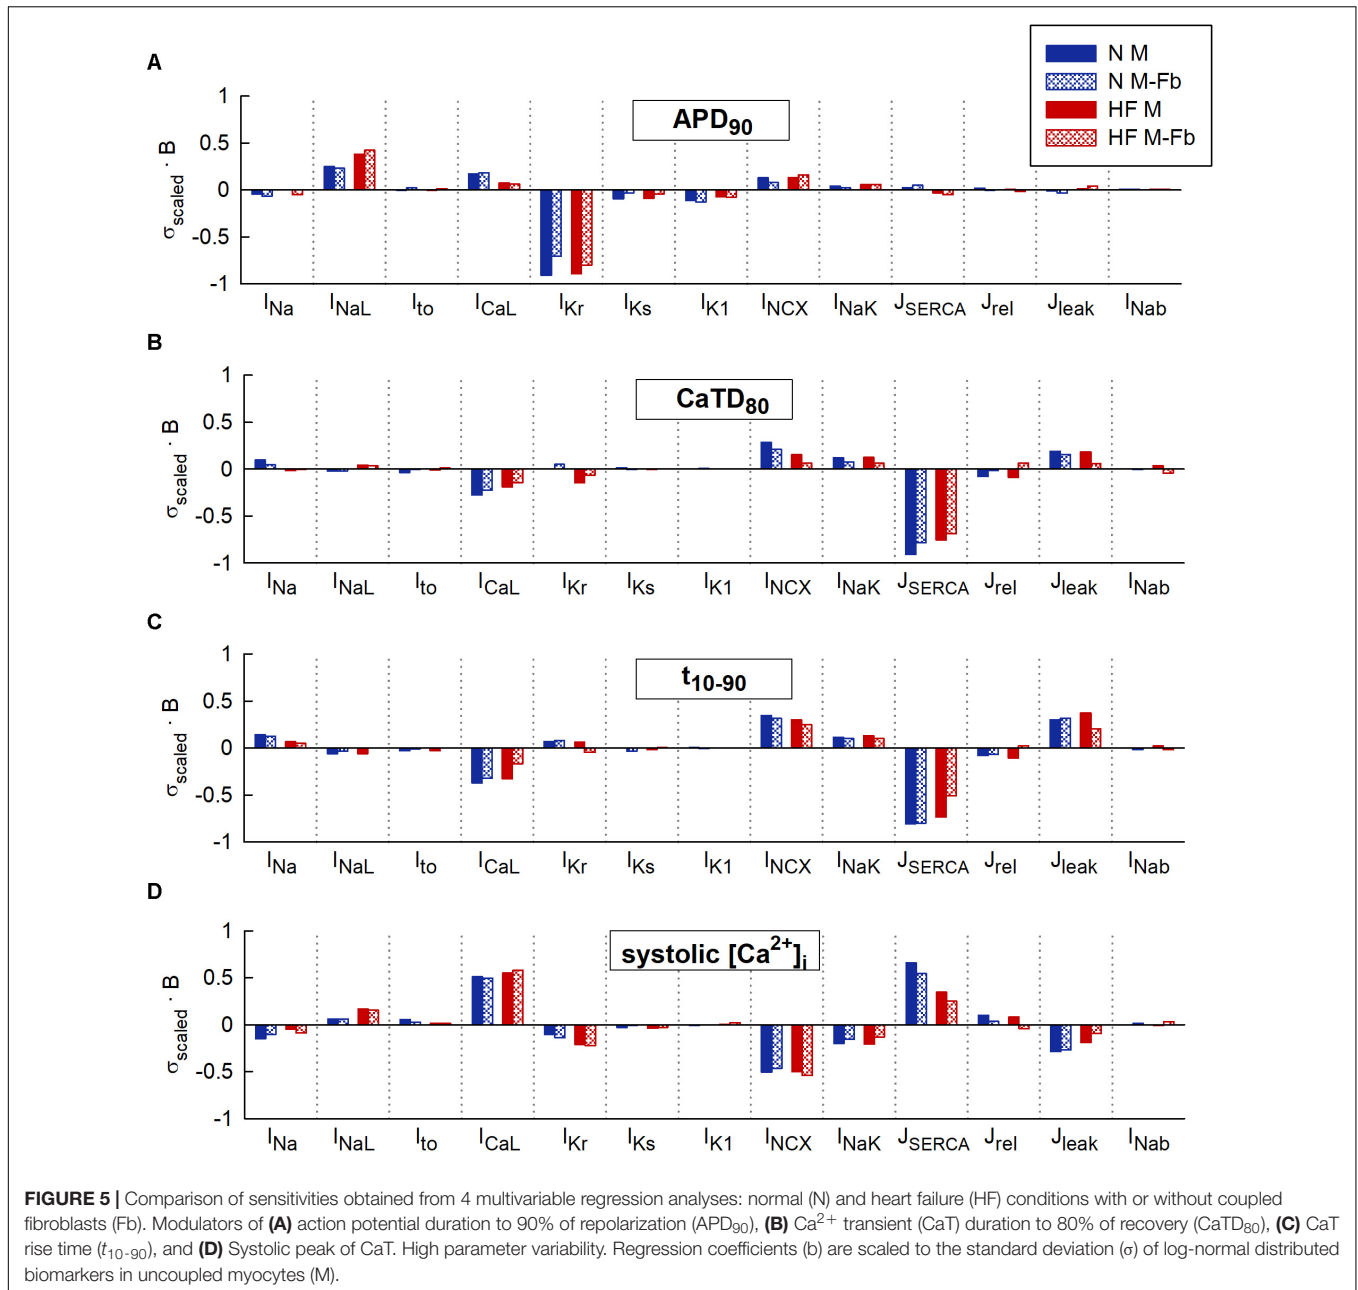 A
N M
N M-Fb
HF M
HF M-Fb
APD90
1
0.5
0
-0.5
-1
σscaled · B
INa INaL Ito ICaL IKr IKs IK1 INCX INaK JSERCA Jrel Jleak INab
B
CaTD80
1
0.5
0
-0.5
-1
σscaled · B
INa INaL Ito ICaL IKr IKs IK1 INCX INaK JSERCA Jrel Jleak INab
C
t10-90
1
0.5
0
-0.5
-1
σscaled · B
INa INaL Ito ICaL IKr IKs IK1 INCX INaK JSERCA Jrel Jleak INab
D
systolic [Ca2+]i
1
0.5
0
-0.5
-1
σscaled · B
INa INaL Ito ICaL IKr IKs IK1 INCX INaK JSERCA Jrel Jleak INab
FIGURE 5 | Comparison of sensitivities obtained from 4 multivariable regression analyses: normal (N) and heart failure (HF) conditions with or without coupled
fibroblasts (Fb). Modulators of (A) action potential duration to 90% of repolarization (APD90), (B) Ca2+ transient (CaT) duration to 80% of recovery (CaTD80), (C) CaT
rise time (t10-90), and (D) Systolic peak of CaT. High parameter variability. Regression coefficients (b) are scaled to the standard deviation (σ) of log-normal distributed
biomarkers in uncoupled myocytes (M).